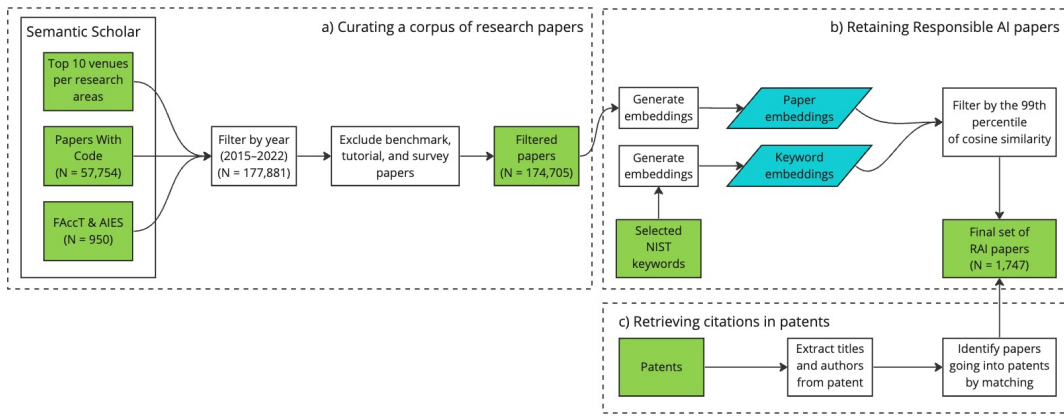 a) Curating a corpus of research papers
Semantic Scholar
Top 10 venues
per research
areas
Papers With
Code
(N = 57,754)
FAccT & AIES
(N = 950)
Filter by year
(2015–2022)
(N = 177,881)
Exclude benchmark,
tutorial, and survey
papers
Filtered
papers
(N = 174,705)
b) Retaining Responsible AI papers
Generate
embeddings
Paper
embeddings
Generate
embeddings
Keyword
embeddings
Selected
NIST
keywords
Filter by the 99th
percentile
of cosine similarity
Final set of
RAI papers
(N = 1,747)
c) Retrieving citations in patents
Patents
Extract titles
and authors
from patent
Identify papers
going into patents
by matching